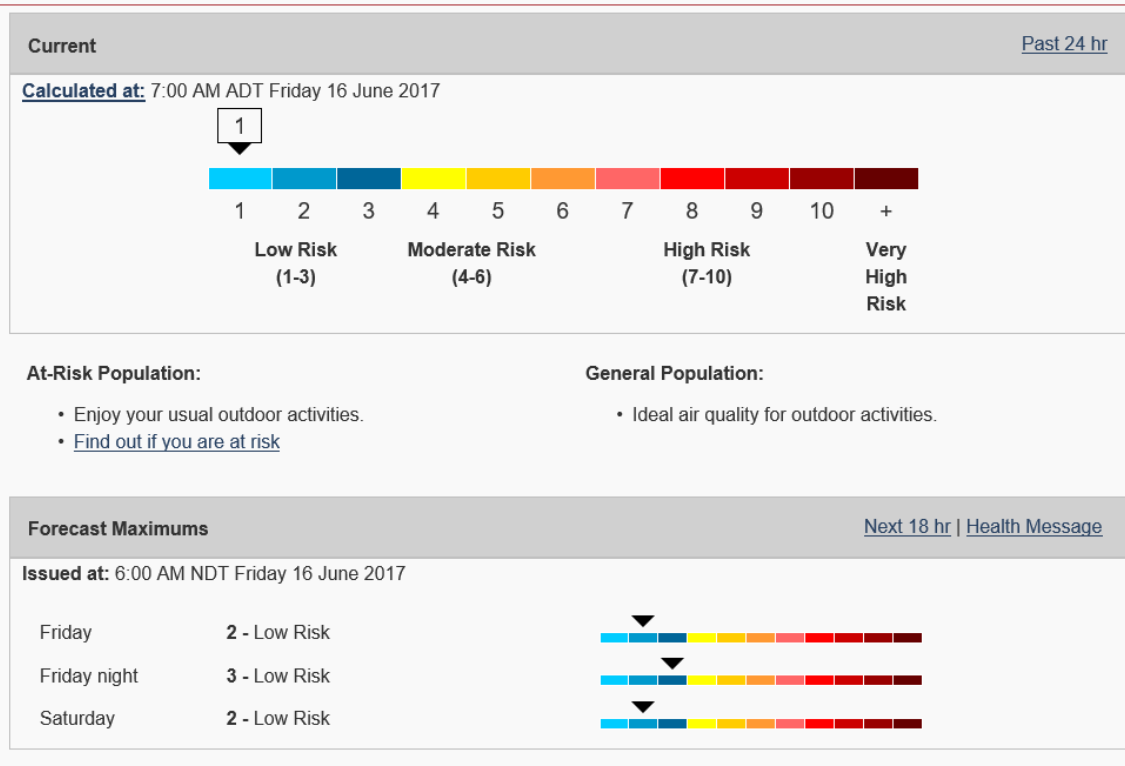 Current Past 24 hr
Calculated at: 7:00 AM ADT Friday 16 June 2017
1
1 2 3 4 5 6 7 8 9 10 +
Low Risk Moderate Risk High Risk Very
(1-3) (4-6) (7-10) High
Risk
At-Risk Population:
• Enjoy your usual outdoor activities.
• Find out if you are at risk
General Population:
• Ideal air quality for outdoor activities.
Forecast Maximums Next 18 hr | Health Message
Issued at: 6:00 AM NDT Friday 16 June 2017
Friday 2 - Low Risk
Friday night 3 - Low Risk
Saturday 2 - Low Risk